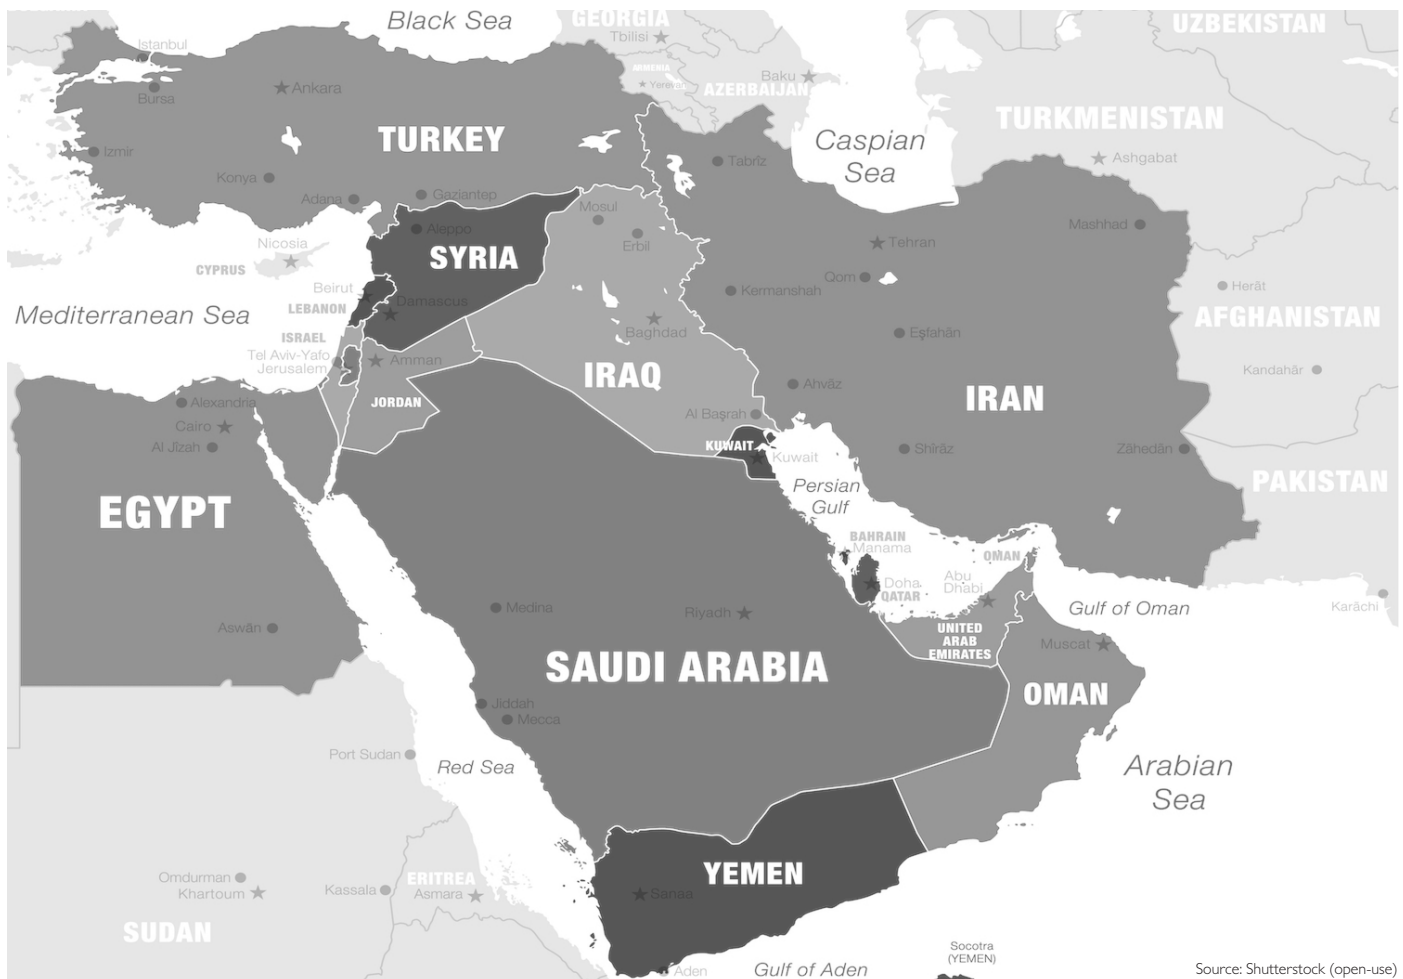 Black Sea
GEORGIA
Tbilisi
UZBEKISTAN
Istanbul
ARMENIA
Yerevan
Baku
AZERBAIJAN
Bursa
Ankara
TURKEY
Caspian
Sea
TURKMENISTAN
Ashgabat
Izmir
Tabrīz
Konya
Adana
Gaziantep
Mosul
Mashhad
Aleppo
Erbil
Tehran
Nicosia
CYPRUS
SYRIA
Qom
Herāt
Beirut
Kermanshah
LEBANON
Damascus
Mediterranean Sea
Baghdad
Eşfahān
AFGHANISTAN
ISRAEL
Tel Aviv-Yafo
Jerusalem
Amman
IRAQ
Kandahār
Ahvāz
IRAN
Alexandria
JORDAN
Al Başrah
Cairo
Al Jīzah
KUWAIT
Kuwait
Shīrāz
Zāhedān
PAKISTAN
Persian
Gulf
EGYPT
BAHRAIN
Manama
OMAN
Doha
QATAR
Abu
Dhabi
Gulf of Oman
Karāchi
Medina
Riyadh
Aswān
UNITED
ARAB
EMIRATES
Muscat
SAUDI ARABIA
OMAN
Jiddah
Mecca
Port Sudan
Red Sea
Arabian
Sea
YEMEN
Omdurman
Khartoum
Kassala
ERITREA
Asmara
Sanaa
SUDAN
Socotra
(YEMEN)
Aden
Gulf of Aden
Source: Shutterstock (open-use)